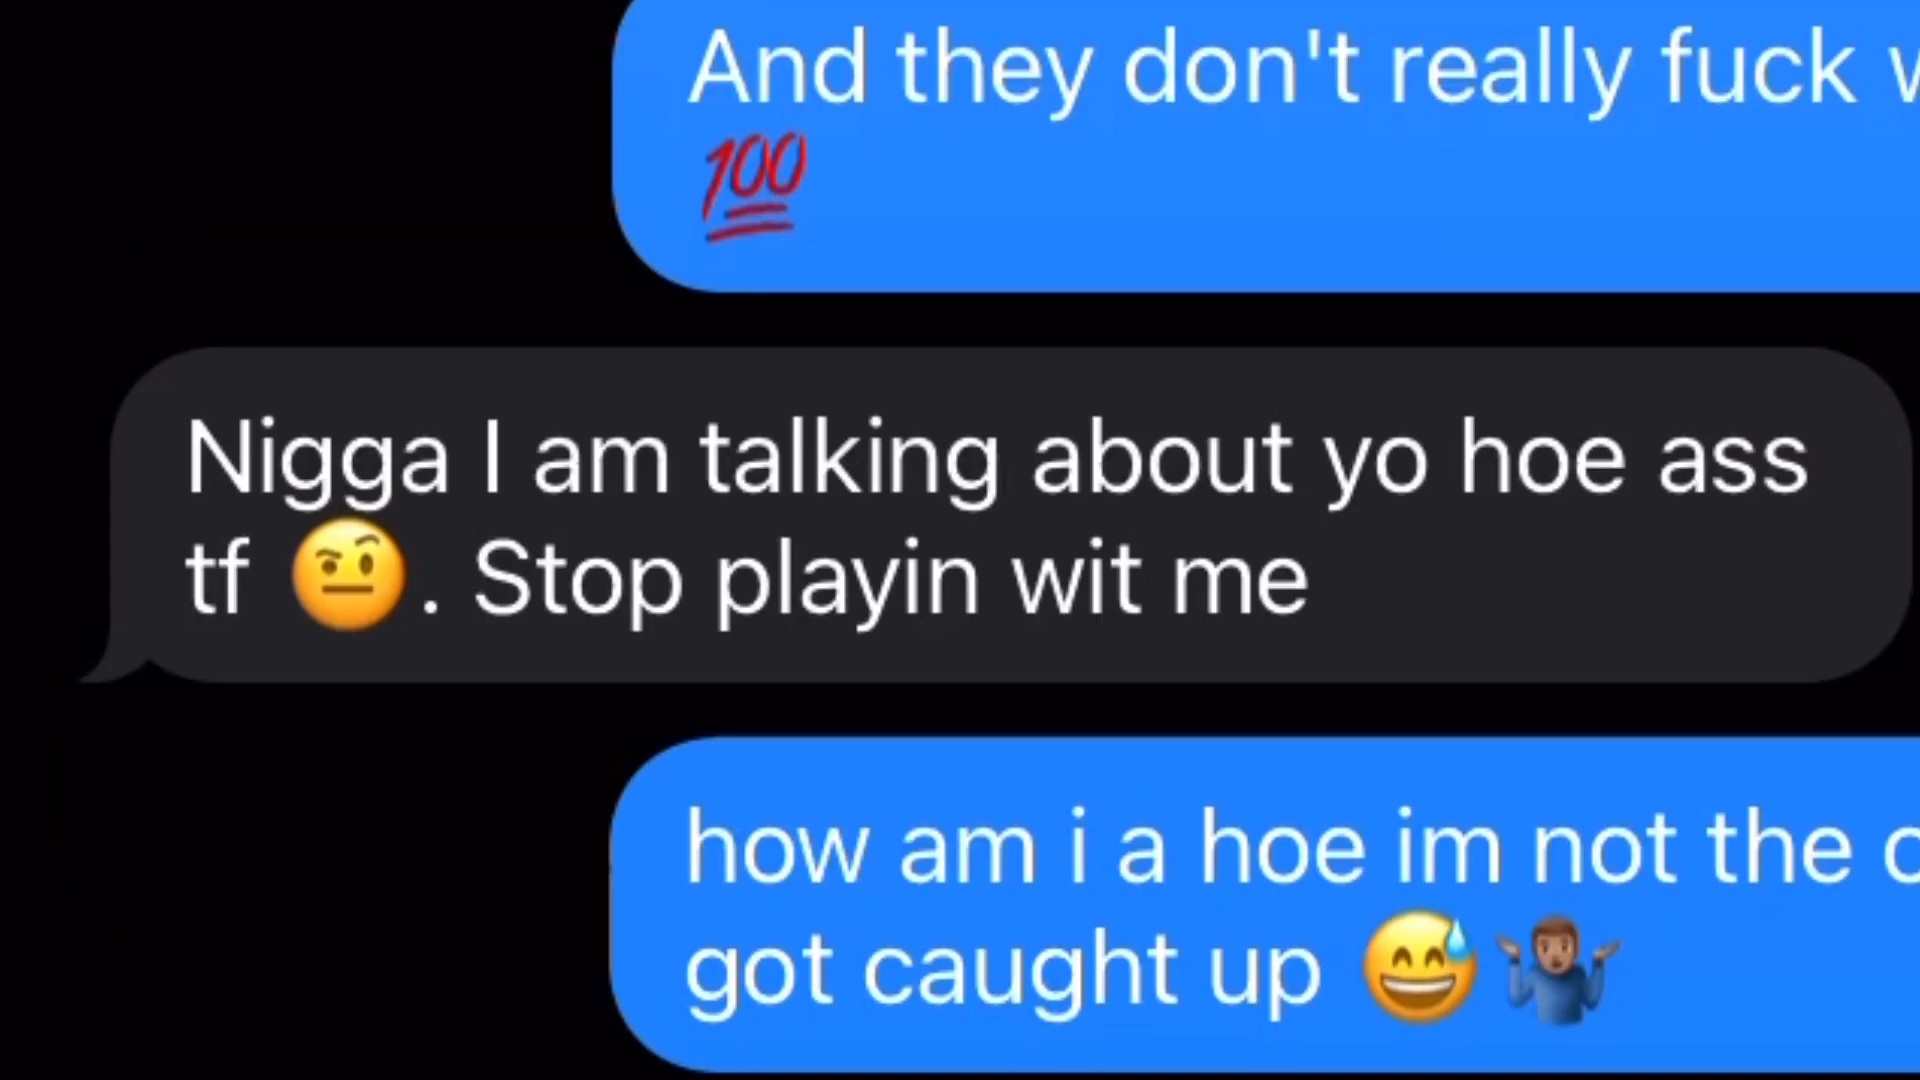 And they don't really fuck
💯
Nigga I am talking about yo hoe ass
tf 🤨. Stop playin wit me
how am i a hoe im not the
got caught up 😅🤷🏽‍♂️